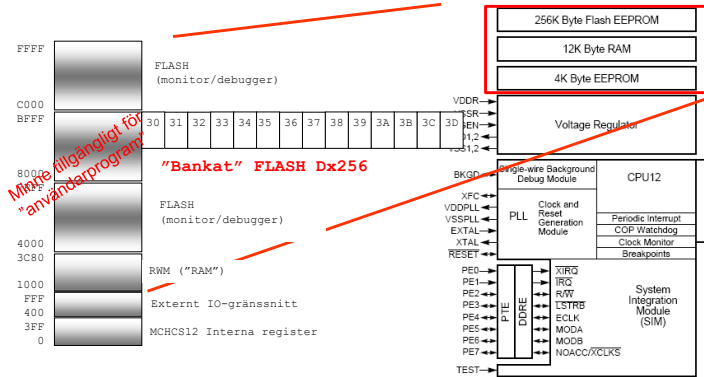 FFFF
FLASH
(monitor/debugger)
C000
BFFF
30 31 32 33 34 35 36 37 38 39 3A 3B 3C 3D
"Bankat" FLASH Dx256
Minne tillgängligt för
"användarprogram"
8000
FLASH
(monitor/debugger)
4000
3C80
RWM ("RAM")
1000
FFF
Externt IO-gränssnitt
400
3FF
MCHCS12 Interna register
0
256K Byte Flash EEPROM
12K Byte RAM
4K Byte EEPROM
VDDR
Voltage Regulator
BKGD
Single-wire Background
Debug Module
CPU12
XFC
VDDPLL
VSSPLL
EXTAL
XTAL
RESET
PLL
Clock and
Reset
Generation
Module
Periodic Interrupt
COP Watchdog
Clock Monitor
Breakpoints
PE0
PE1
PE2
PE3
PE4
PE5
PE6
PE7
TEST
PTE
DDRE
XIRQ
IRQ
R/W
LSTRB
ECLK
MODA
MODB
NOACC/XCLKS
System
Integration
Module
(SIM)